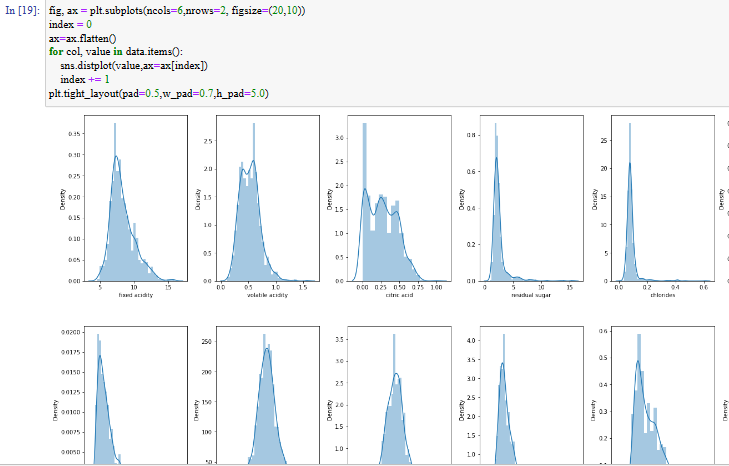 In [19]:
fig, ax = plt.subplots(ncols=6,nrows=2, figsize=(20,10))
index = 0
ax=ax.flatten()
for col, value in data.items():
sns.distplot(value,ax=ax[index])
index += 1
plt.tight_layout(pad=0.5,w_pad=0.7,h_pad=5.0)
Density
0.35
0.30
0.25
0.20
0.15
0.10
0.05
0.00
5 10 15
fixed acidity
Density
2.5
2.0
1.5
1.0
0.5
0.0
0.0 0.5 1.0 1.5
volatile acidity
Density
3.0
2.5
2.0
1.5
1.0
0.5
0.0
0.00 0.25 0.50 0.75 1.00
citric acid
Density
0.8
0.6
0.4
0.2
0.0
0 5 10 15
residual sugar
Density
25
20
15
10
5
0
0.0 0.2 0.4 0.6
chlorides
Density
Density
0.0200
0.0175
0.0150
0.0125
0.0100
0.0075
0.0050
Density
250
200
150
100
50
Density
3.5
3.0
2.5
2.0
1.5
1.0
Density
4.0
3.5
3.0
2.5
2.0
1.5
1.0
Density
0.6
0.5
0.4
0.3
0.2
Density